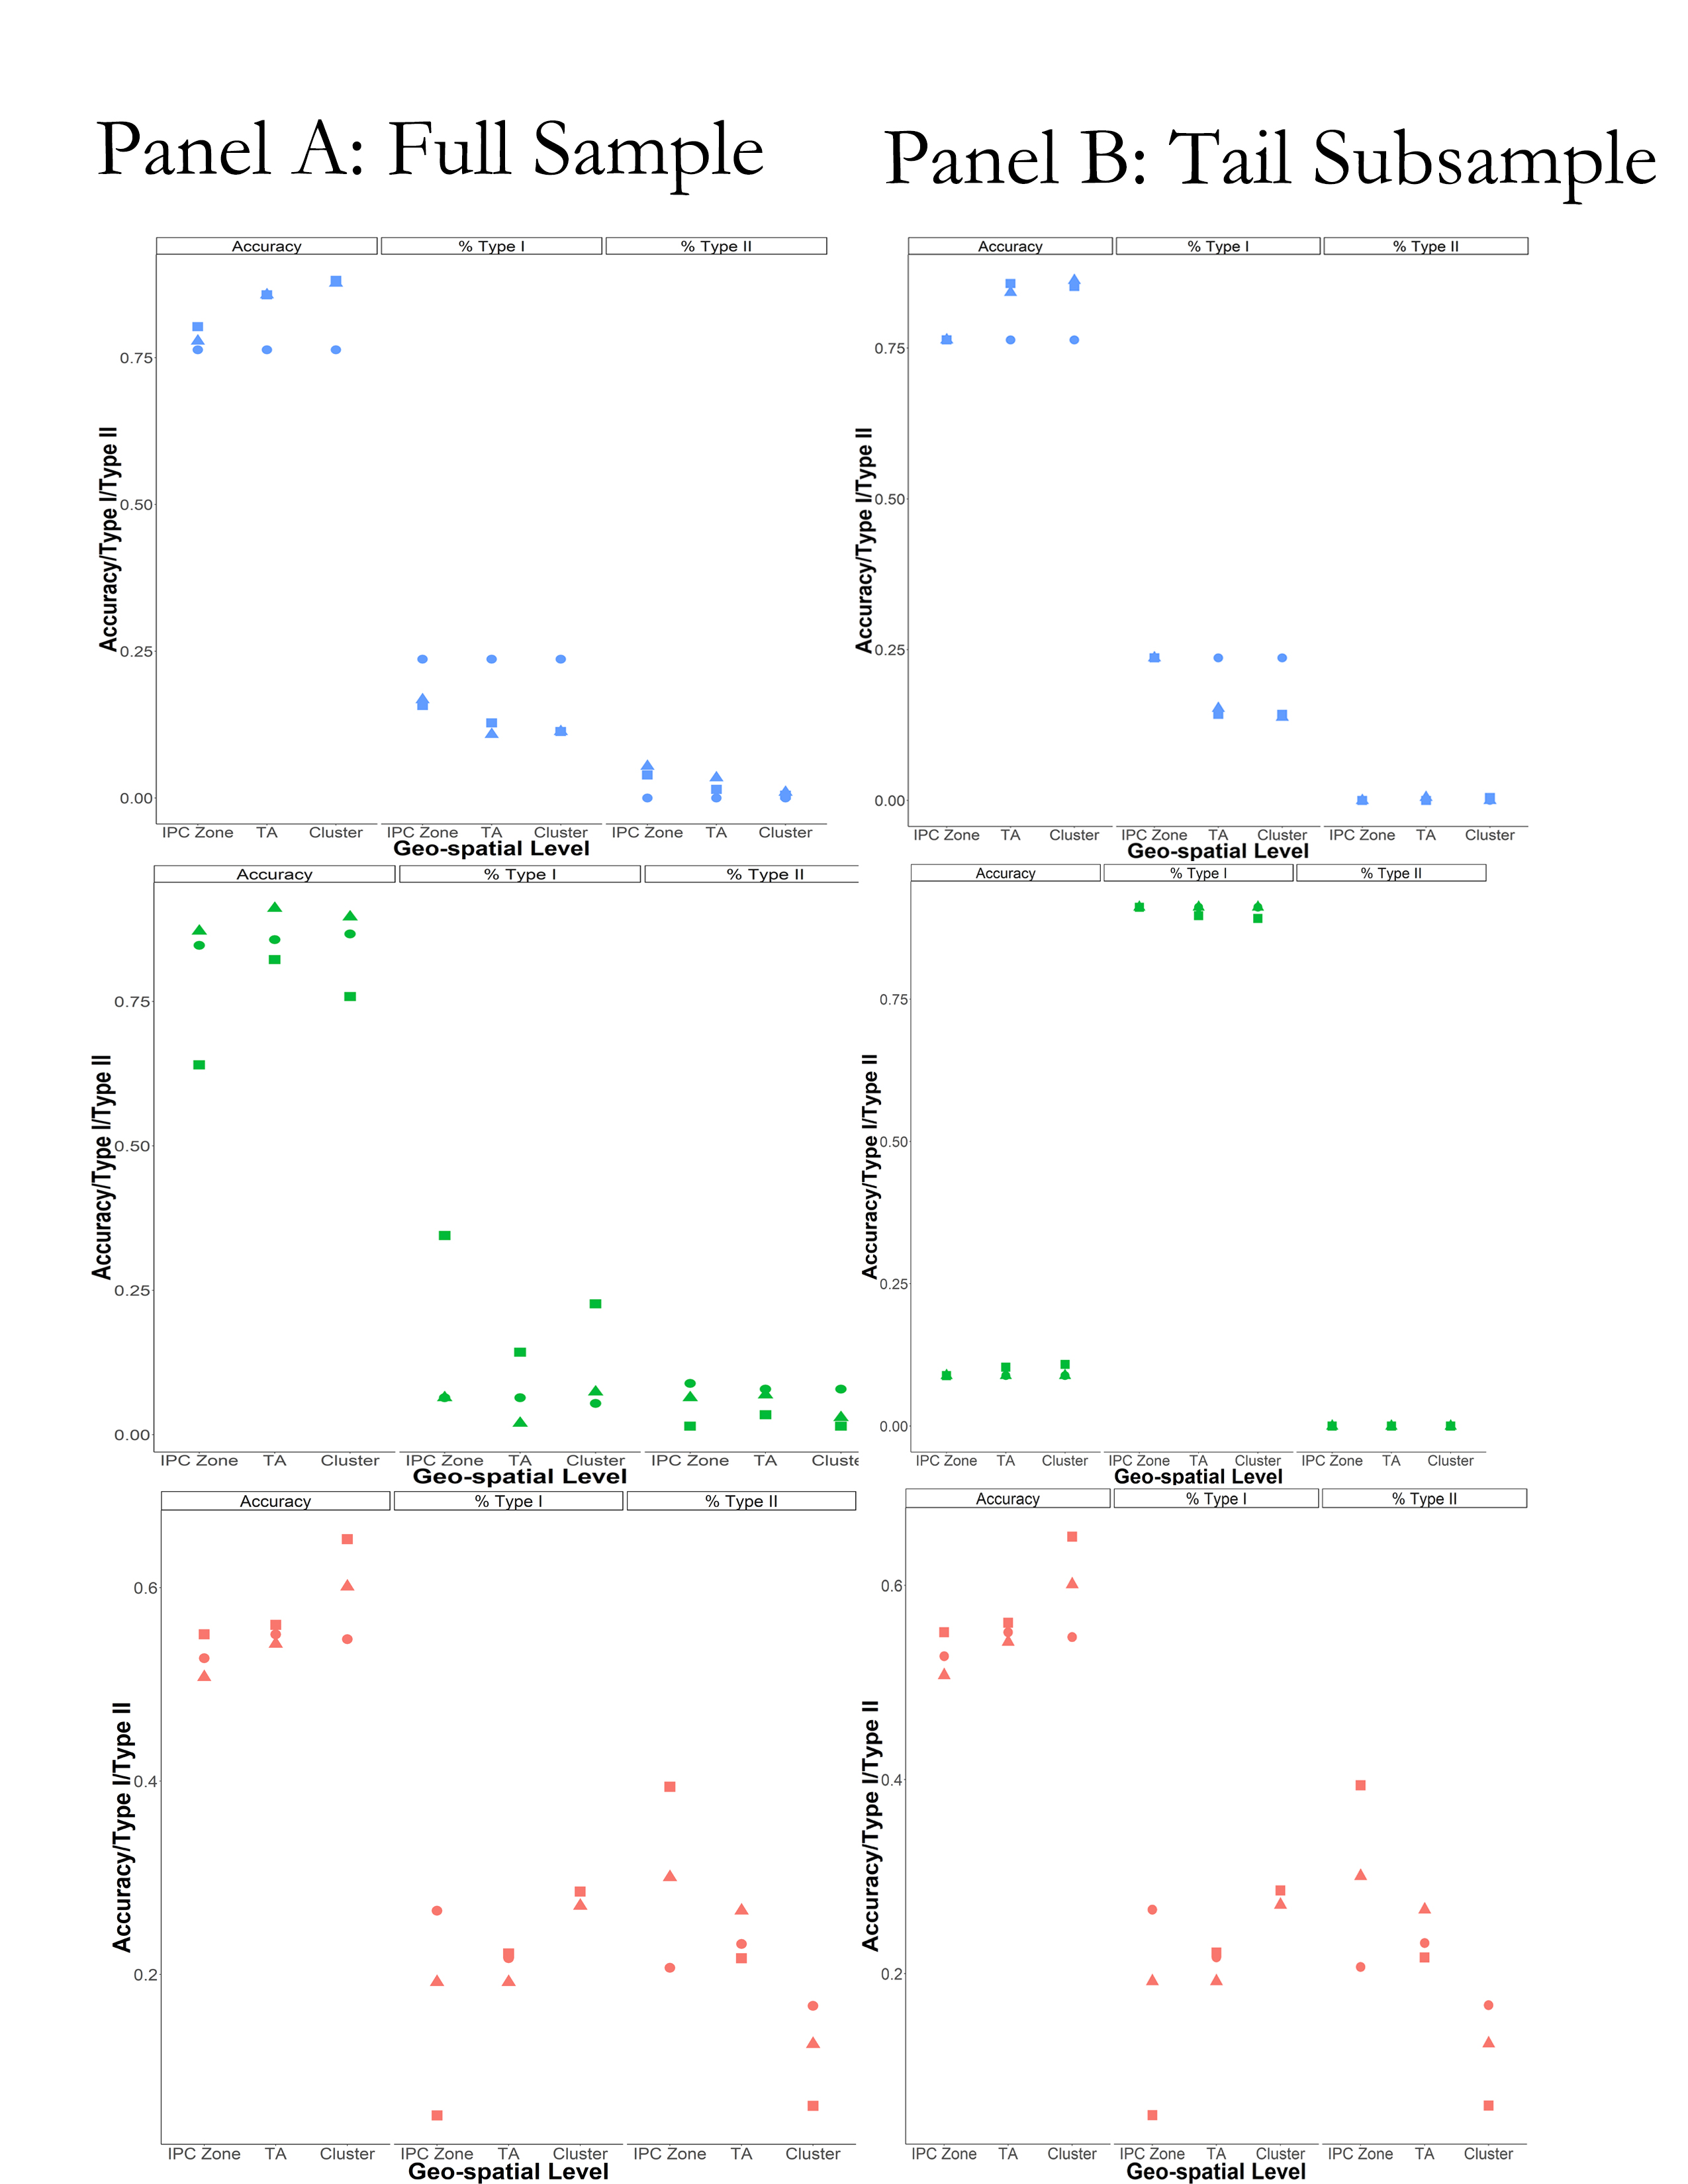 Panel A: Full Sample
Panel B: Tail Subsample
Accuracy
% Type I
% Type II
Accuracy/Type I/Type II
0.75
0.50
0.25
0.00
IPC Zone TA Cluster IPC Zone TA Cluster IPC Zone TA Cluster
Geo-spatial Level
Accuracy
% Type I
% Type II
Accuracy/Type I/Type II
0.75
0.50
0.25
0.00
IPC Zone TA Cluster IPC Zone TA Cluster IPC Zone TA Cluster
Geo-spatial Level
Accuracy
% Type I
% Type II
Accuracy/Type I/Type II
0.75
0.50
0.25
0.00
IPC Zone TA Cluster IPC Zone TA Cluster IPC Zone TA Cluste
Geo-spatial Level
Accuracy
% Type I
% Type II
Accuracy/Type I/Type II
0.75
0.50
0.25
0.00
IPC Zone TA Cluster IPC Zone TA Cluster IPC Zone TA Cluster
Geo-spatial Level
Accuracy
% Type I
% Type II
Accuracy/Type I/Type II
0.6
0.4
0.2
IPC Zone TA Cluster IPC Zone TA Cluster IPC Zone TA Cluster
Geo-spatial Level
Accuracy
% Type I
% Type II
Accuracy/Type I/Type II
0.6
0.4
0.2
IPC Zone TA Cluster IPC Zone TA Cluster IPC Zone TA Cluster
Geo-spatial Level